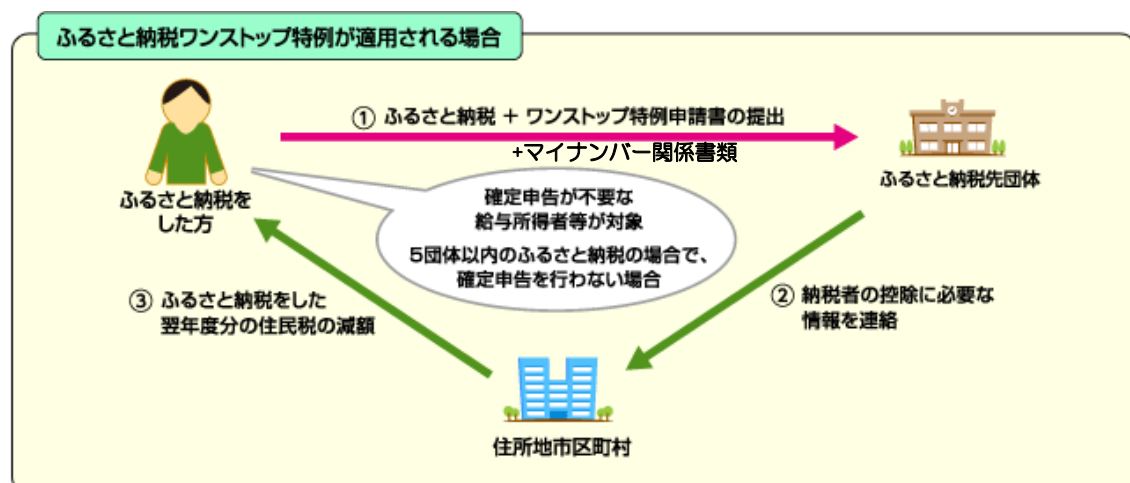 ふるさと納税ワンストップ特例が適用される場合
① ふるさと納税 + ワンストップ特例申請書の提出
+マイナンバー関係書類
ふるさと納税を
した方
ふるさと納税先団体
確定申告が不要な
給与所得者等が対象
5団体以内のふるさと納税の場合で、
確定申告を行わない場合
② 納税者の控除に必要な
情報を連絡
③ ふるさと納税をした
翌年度分の住民税の減額
住所地市区町村